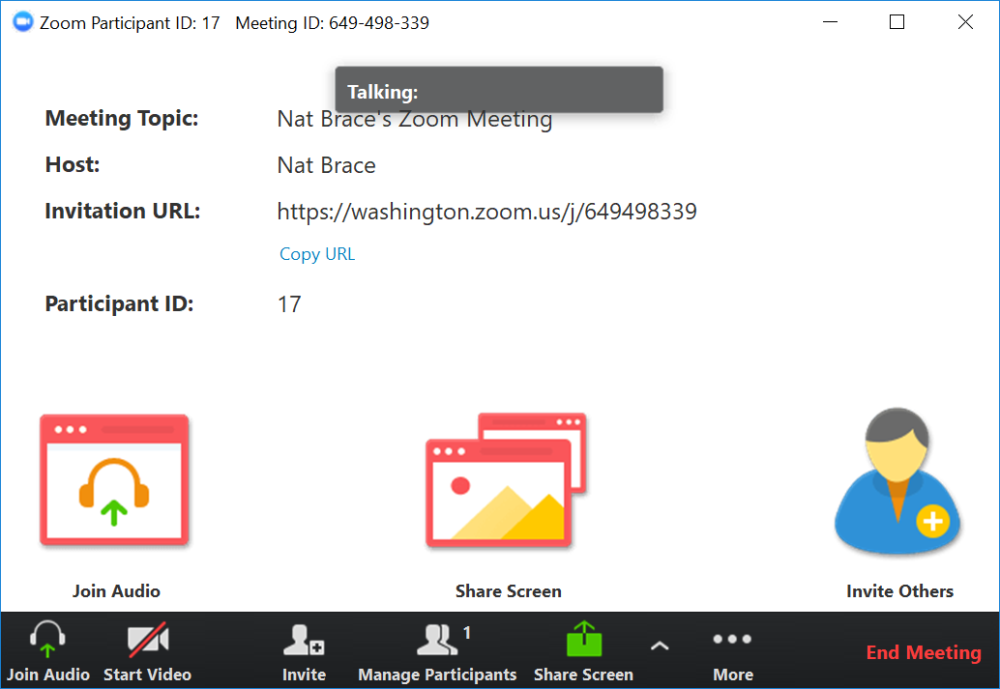 Zoom Participant ID: 17 Meeting ID: 649-498-339
Talking:
Meeting Topic: Nat Brace's Zoom Meeting
Host: Nat Brace
Invitation URL: https://washington.zoom.us/j/649498339
Copy URL
Participant ID: 17
Join Audio Share Screen Invite Others
1
Join Audio Start Video Invite Manage Participants Share Screen More End Meeting